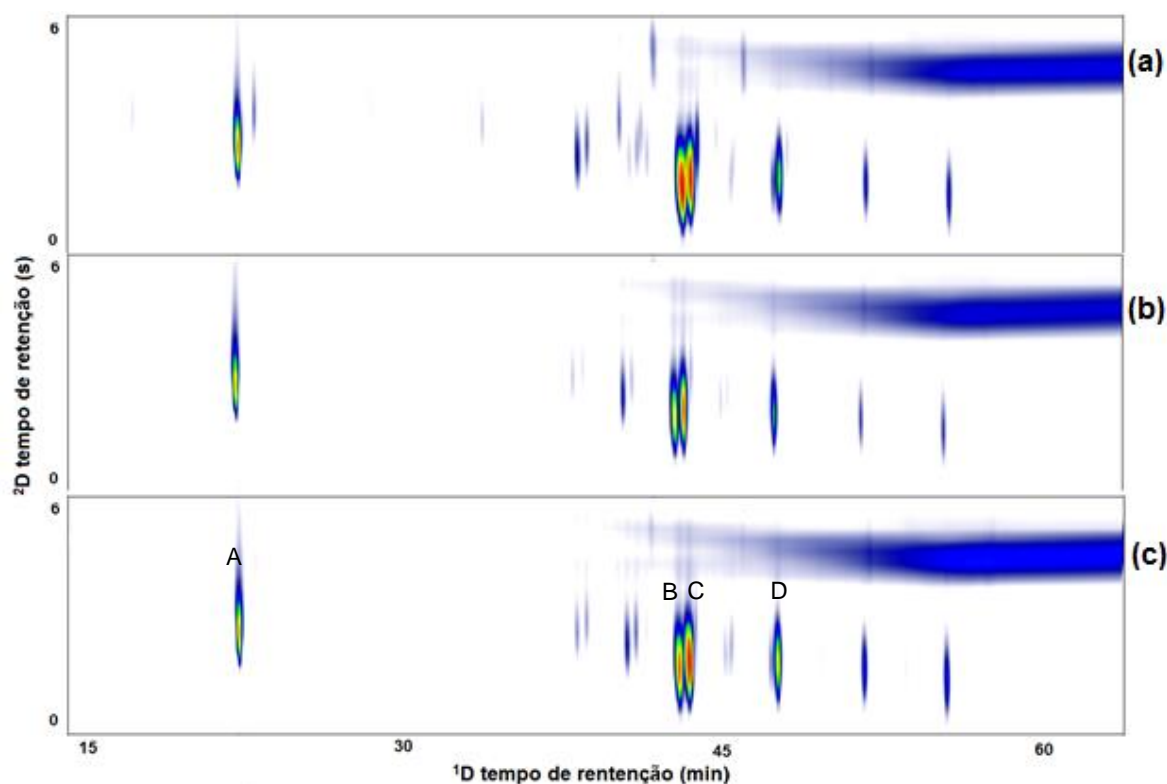 6
(a)
0
6
(b)
²D tempo de retenção (s)
0
6
(c)
A
B C D
0
15 30 45 60
¹D tempo de rentenção (min)